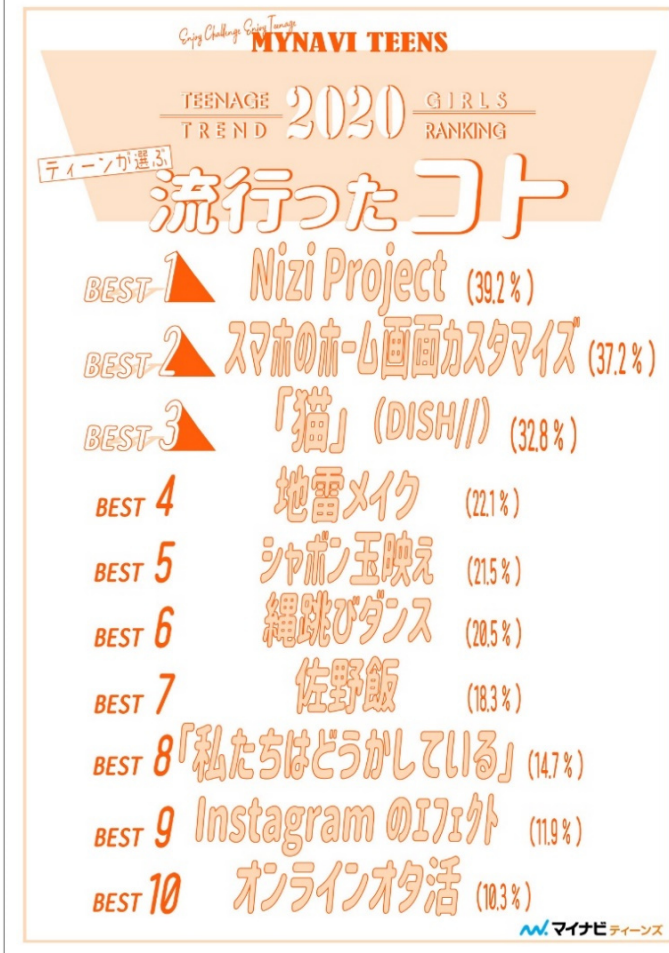 Enjoy Challenge Enjoy Teenage
MYNAVI TEENS
TEENAGE TREND 2020 GIRLS RANKING
ティーンが選ぶ
流行ったコト
BEST 1 Nizi Project (39.2%)
BEST 2 スマホのホーム画面カスタマイズ (37.2%)
BEST 3 「猫」(DISH//) (32.8%)
BEST 4 地雷メイク (22.1%)
BEST 5 シャボン玉映え (21.5%)
BEST 6 縄跳びダンス (20.5%)
BEST 7 佐野飯 (18.3%)
BEST 8 「私たちはどうかしている」 (14.7%)
BEST 9 Instagram のエフェクト (11.9%)
BEST 10 オンラインオタ活 (10.3%)
マイナビティーンズ